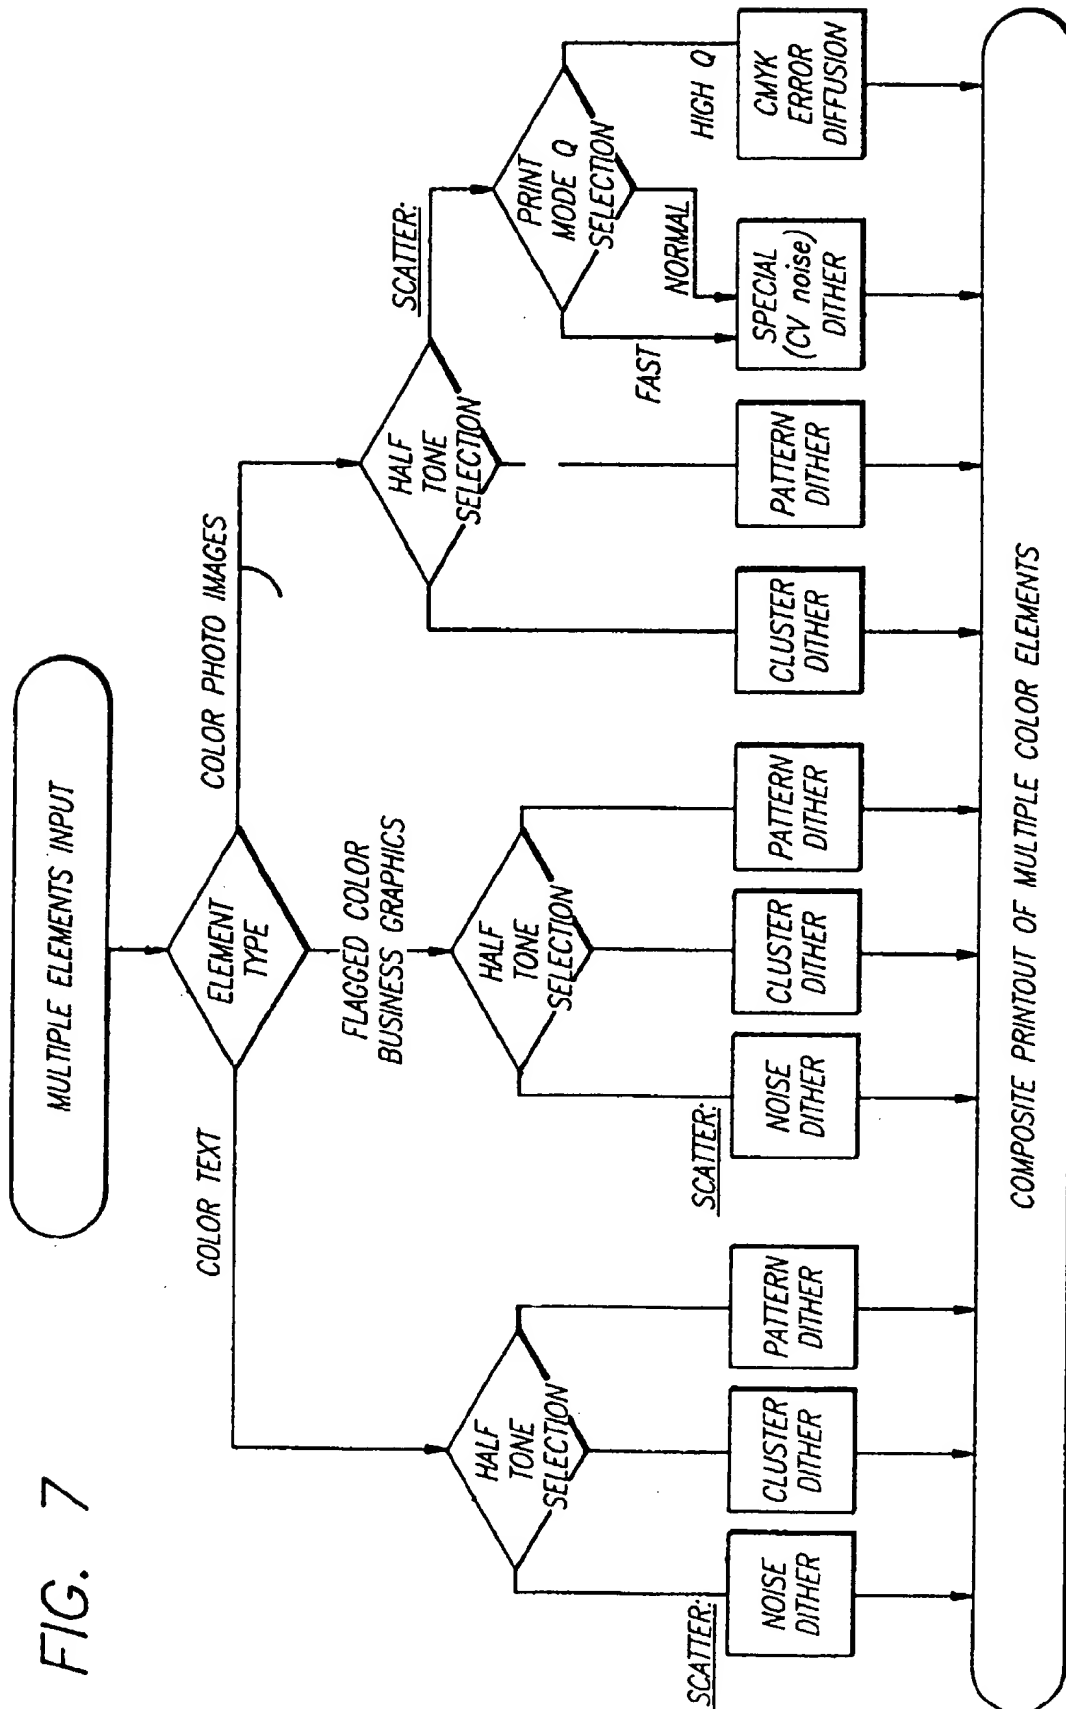 FIG. 7
MULTIPLE ELEMENTS INPUT
ELEMENT
TYPE
COLOR TEXT
FLAGGED COLOR
BUSINESS GRAPHICS
COLOR PHOTO IMAGES
HALF
TONE
SELECTION
SCATTER:
NOISE
DITHER
CLUSTER
DITHER
PATTERN
DITHER
HALF
TONE
SELECTION
SCATTER:
NOISE
DITHER
CLUSTER
DITHER
PATTERN
DITHER
HALF
TONE
SELECTION
SCATTER:
CLUSTER
DITHER
PATTERN
DITHER
PRINT
MODE Q
SELECTION
FAST
NORMAL
HIGH Q
SPECIAL
(CV noise)
DITHER
CMYK
ERROR
DIFFUSION
COMPOSITE PRINTOUT OF MULTIPLE COLOR ELEMENTS